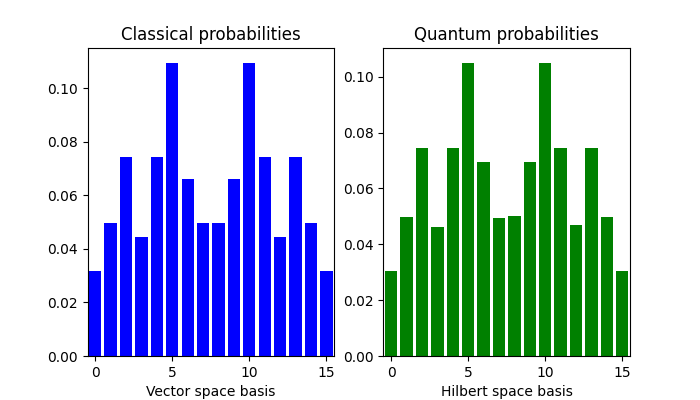 Classical probabilities
0.10
0.08
0.06
0.04
0.02
0.00
0 5 10 15
Vector space basis
Quantum probabilities
0.10
0.08
0.06
0.04
0.02
0.00
0 5 10 15
Hilbert space basis